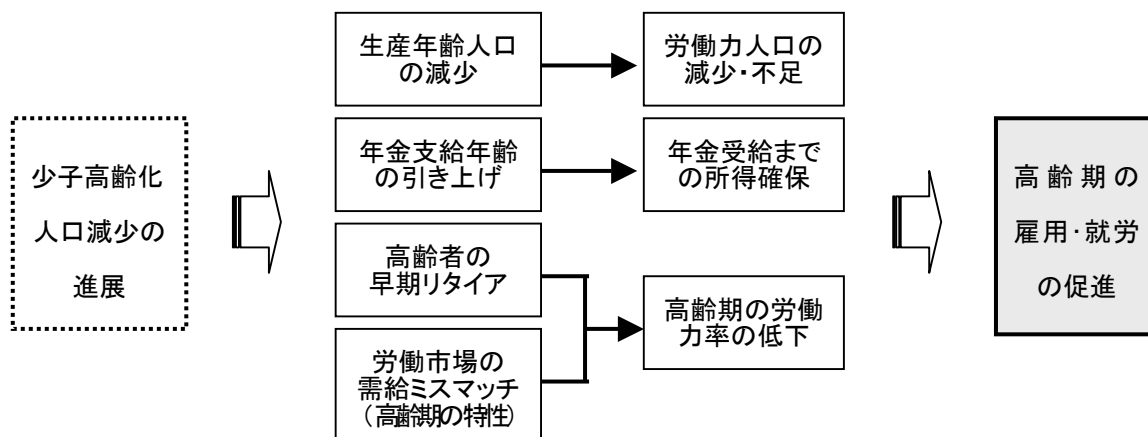 少子高齢化
人口減少の
進展
生産年齢人口
の減少
労働力人口の
減少・不足
年金支給年齢
の引き上げ
年金受給まで
の所得確保
高齢者の
早期リタイア
労働市場の
需給ミスマッチ
(高齢期の特性)
高齢期の労働
力率の低下
高齢期の
雇用・就労
の促進